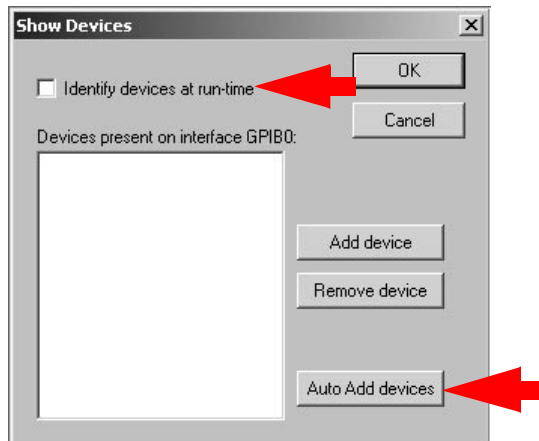 Show Devices
OK
Identify devices at run-time
Cancel
Devices present on interface GPIB0:
Add device
Remove device
Auto Add devices